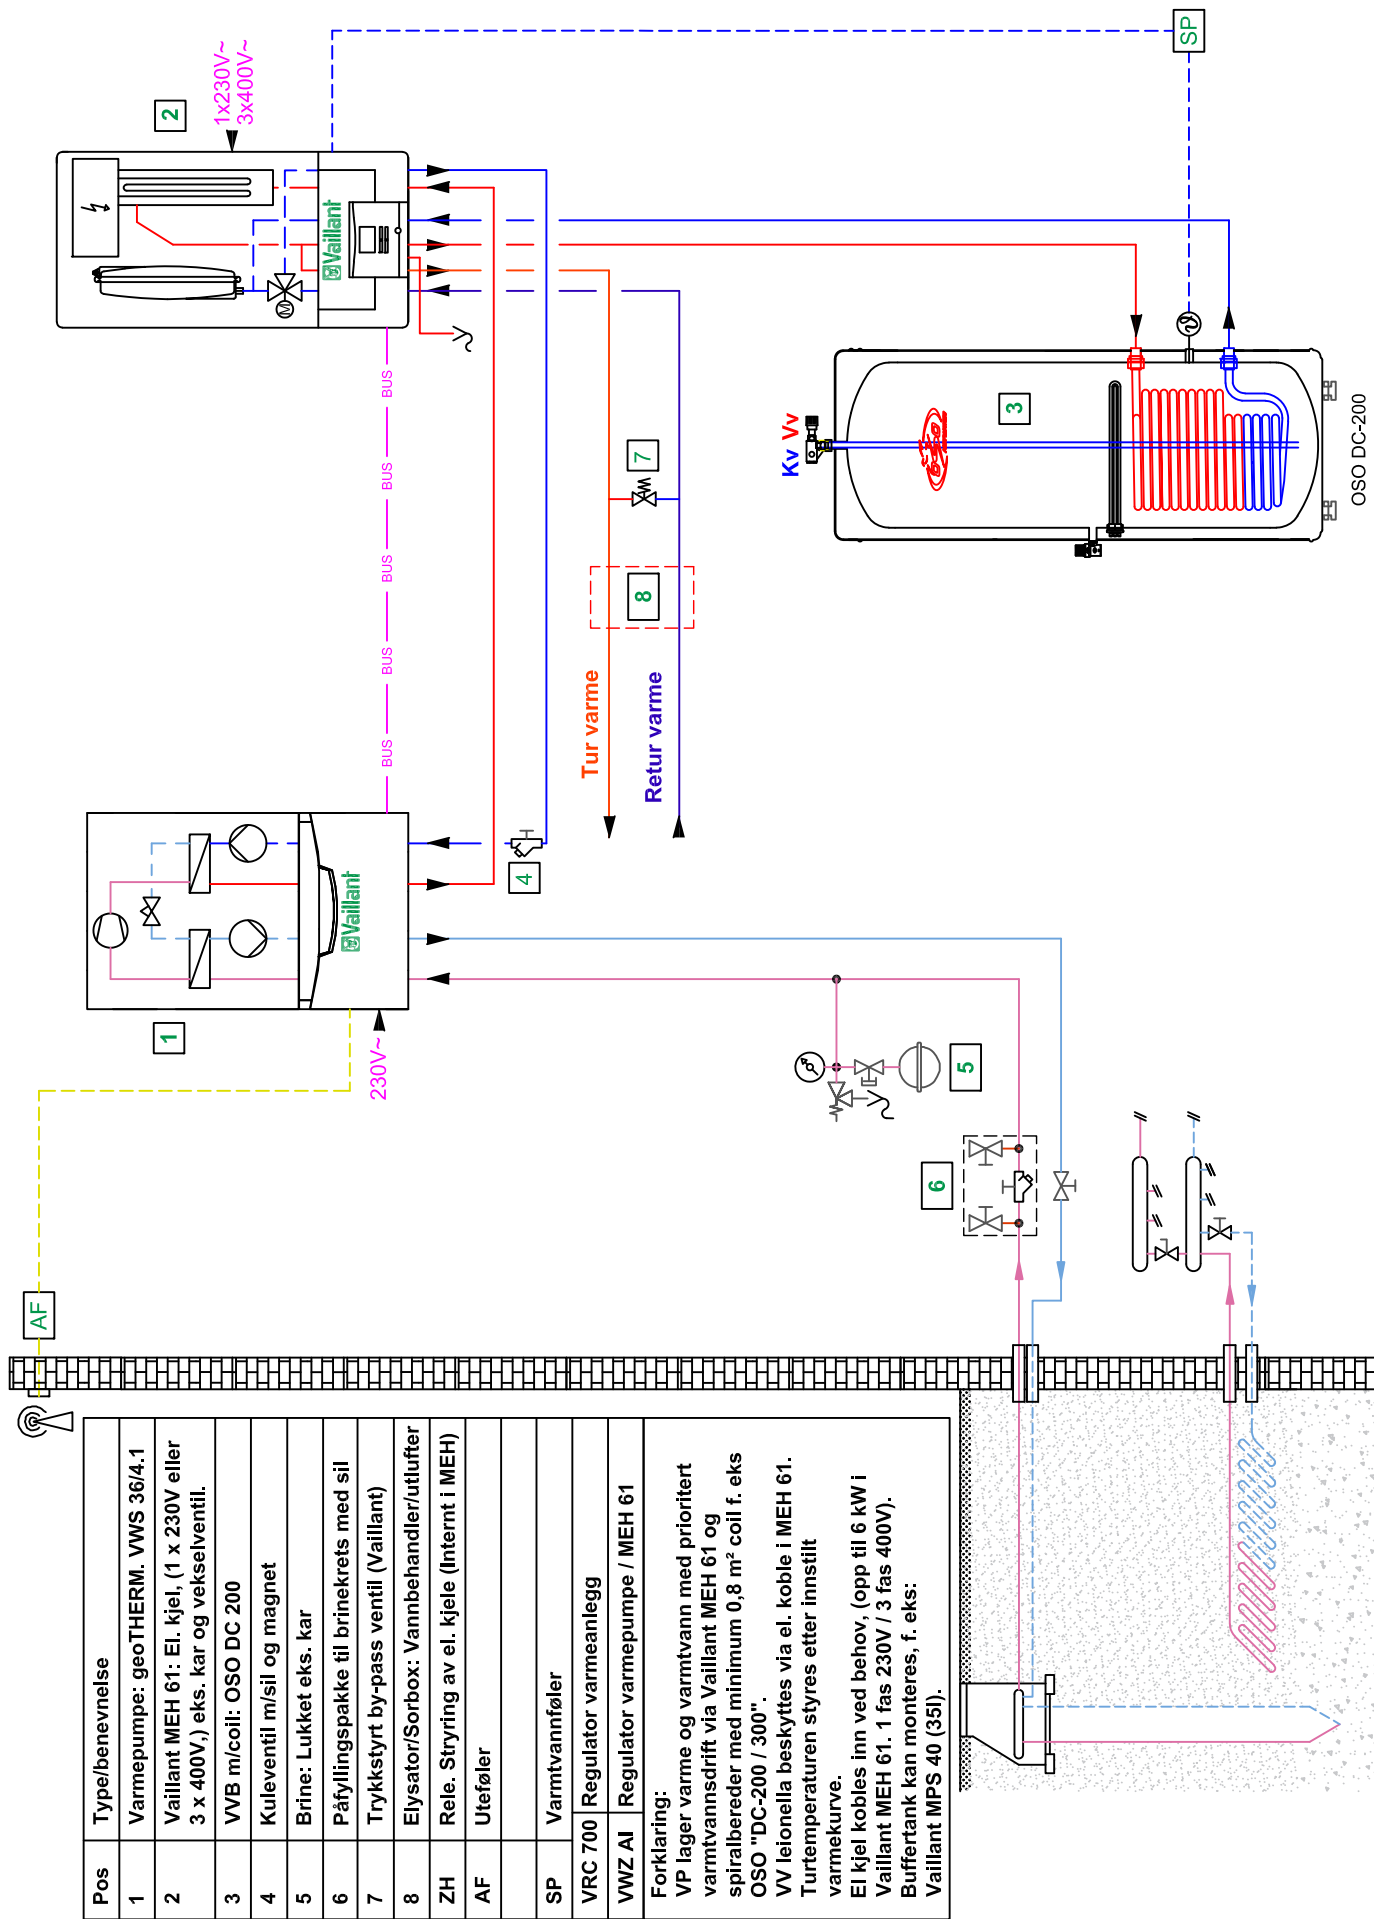 Pos Type/benevnelse
1 Varmepumpe: geoTHERM. VWS 36/4.1
2 Vaillant MEH 61: El. kjel, (1 x 230V eller
3 x 400V,) eks. kar og vekselventil.
3 VVB m/coil: OSO DC 200
4 Kuleventil m/sil og magnet
5 Brine: Lukket eks. kar
6 Påfyllingspakke til brinekrets med sil
7 Trykkstyrt by-pass ventil (Vaillant)
8 Elysator/Sorbox: Vannbehandler/utlufter
ZH Rele. Stryring av el. kjele (Internt i MEH)
AF Uteføler
SP Varmtvannføler
VRC 700 Regulator varmeanlegg
VWZ AI Regulator varmepumpe / MEH 61
Forklaring:
VP lager varme og varmtvann med prioritert
varmtvannsdrift via Vaillant MEH 61 og
spiralbereder med minimum 0,8 m² coil f. eks
OSO "DC-200 / 300".
VV leionella beskyttes via el. koble i MEH 61.
Turtemperaturen styres etter innstilt
varmekurve.
El kjel kobles inn ved behov, (opp til 6 kW i
Vaillant MEH 61. 1 fas 230V / 3 fas 400V).
Buffertank kan monteres, f. eks:
Vaillant MPS 40 (35l).
AF
1
230V~
Vaillant
BUS
BUS
BUS
BUS
2
1x230V~
3x400V~
M
Vaillant
SP
4
Tur varme
Retur varme
8
7
5
6
Kv Vv
OSO
3
OSO DC-200